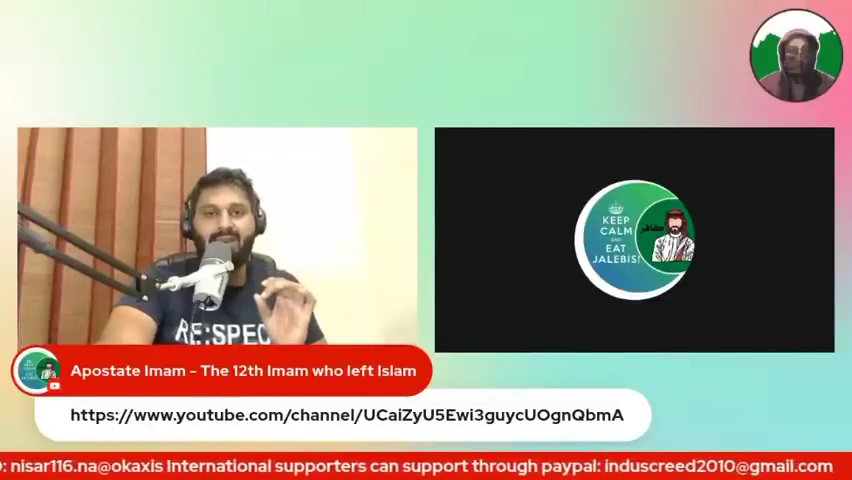 KEEP
CALM
AND
EAT
JALEBIS!
كافر
RE:SPEC
Apostate Imam - The 12th Imam who left Islam
https://www.youtube.com/channel/UCaiZyU5Ewi3guycUOgnQbmA
: nisar116.na@okaxis International supporters can support through paypal: induscreed2010@gmail.com